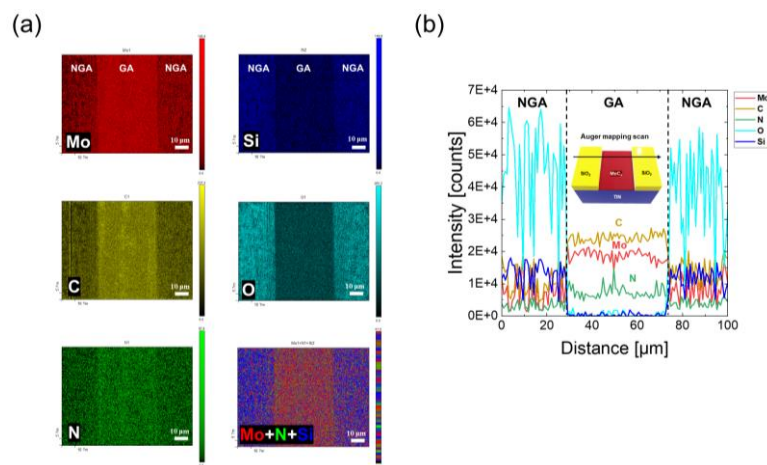 (a)
(b)
NGA GA NGA
Mo
10 μm
NGA GA NGA
Si
10 μm
C
10 μm
O
10 μm
N
10 μm
Mo+N+Si
10 μm
NGA GA NGA
Auger mapping scan
SiO₂
SiO₂
C
Mo
N
Mo
C
N
O
Si
7E+4
6E+4
5E+4
4E+4
3E+4
2E+4
1E+4
0E+0
Intensity [counts]
0 20 40 60 80 100
Distance [μm]